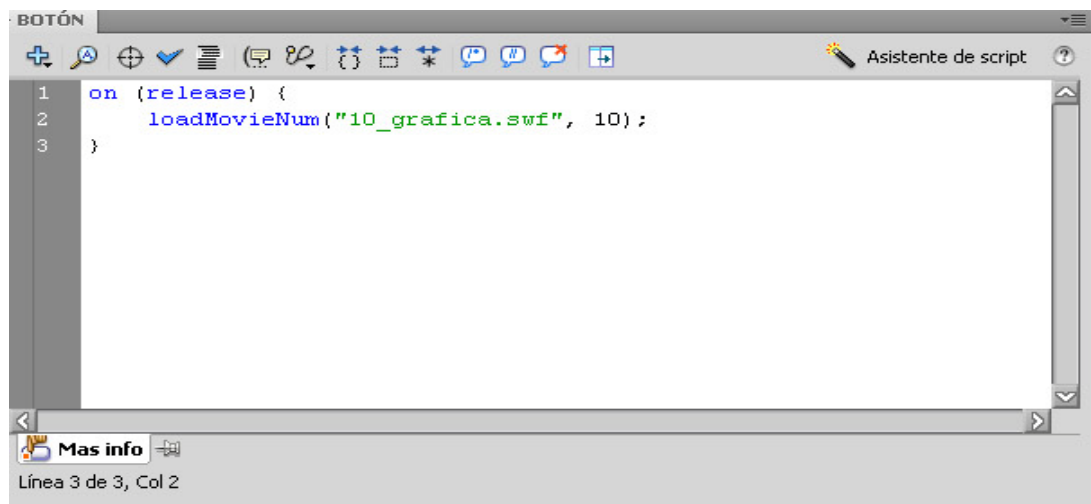 BOTÓN
Asistente de script
1 on (release) {
2 loadMovieNum("10_grafica.swf", 10);
3 }
Mas info
Línea 3 de 3, Col 2